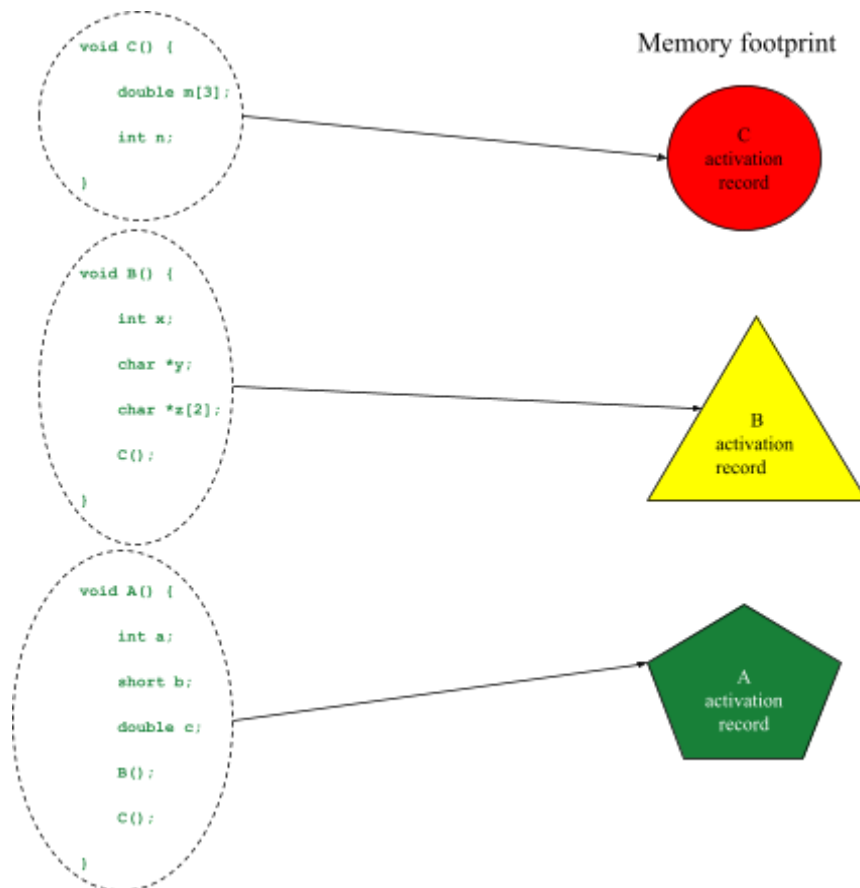 void C() {
double m[3];
int n;
}
Memory footprint
C
activation
record
void B() {
int x;
char *y;
char *z[2];
C();
}
B
activation
record
void A() {
int a;
short b;
double c;
B();
C();
}
A
activation
record